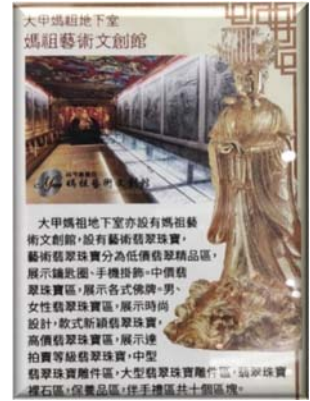 大甲媽祖地下室
媽祖藝術文創館
媽祖藝術文創館
大甲媽祖地下室亦設有媽祖藝
術文創館,設有藝術翡翠珠寶,
藝術翡翠珠寶分為低價翡翠精品區,
展示鑰匙圈、手機掛飾。中價翡
翠珠寶區,展示各式佛牌。男、
女性翡翠珠寶區,展示時尚
設計,款式新穎翡翠珠寶,
高價翡翠珠寶區,展示達
拍賣等級翡翠珠寶,中型
翡翠珠寶雕件區,大型翡翠雕件區,翡翠寶
裸石區,保養品區,伴手禮區共十個區塊。